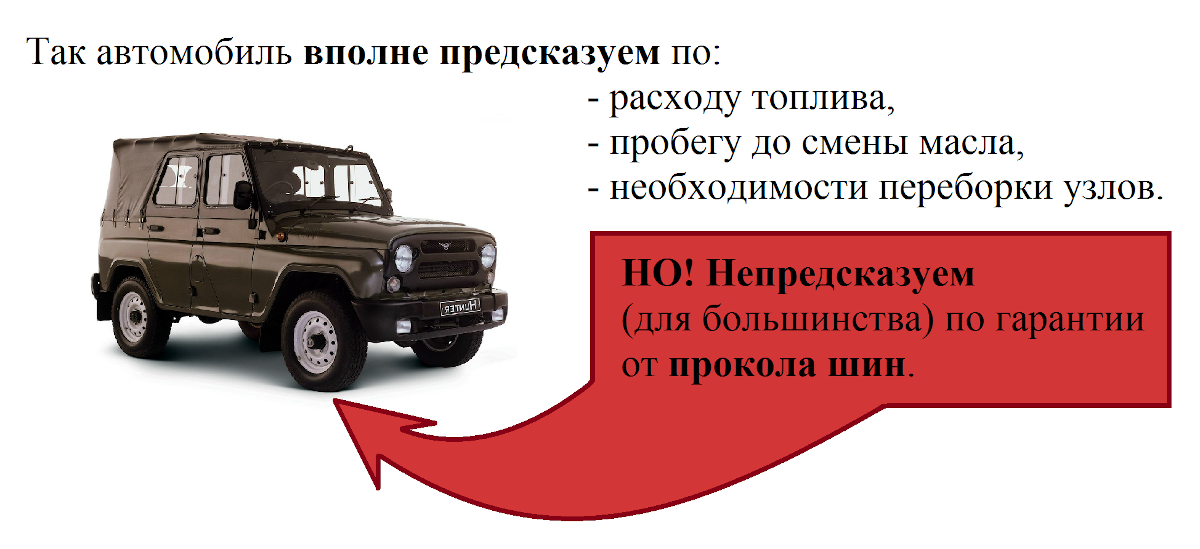 Так автомобиль вполне предсказуем по:
- расходу топлива,
- пробегу до смены масла,
- необходимости переборки узлов.
НО! Непредсказуем
(для большинства) по гарантии
от прокола шин.
HUNTER